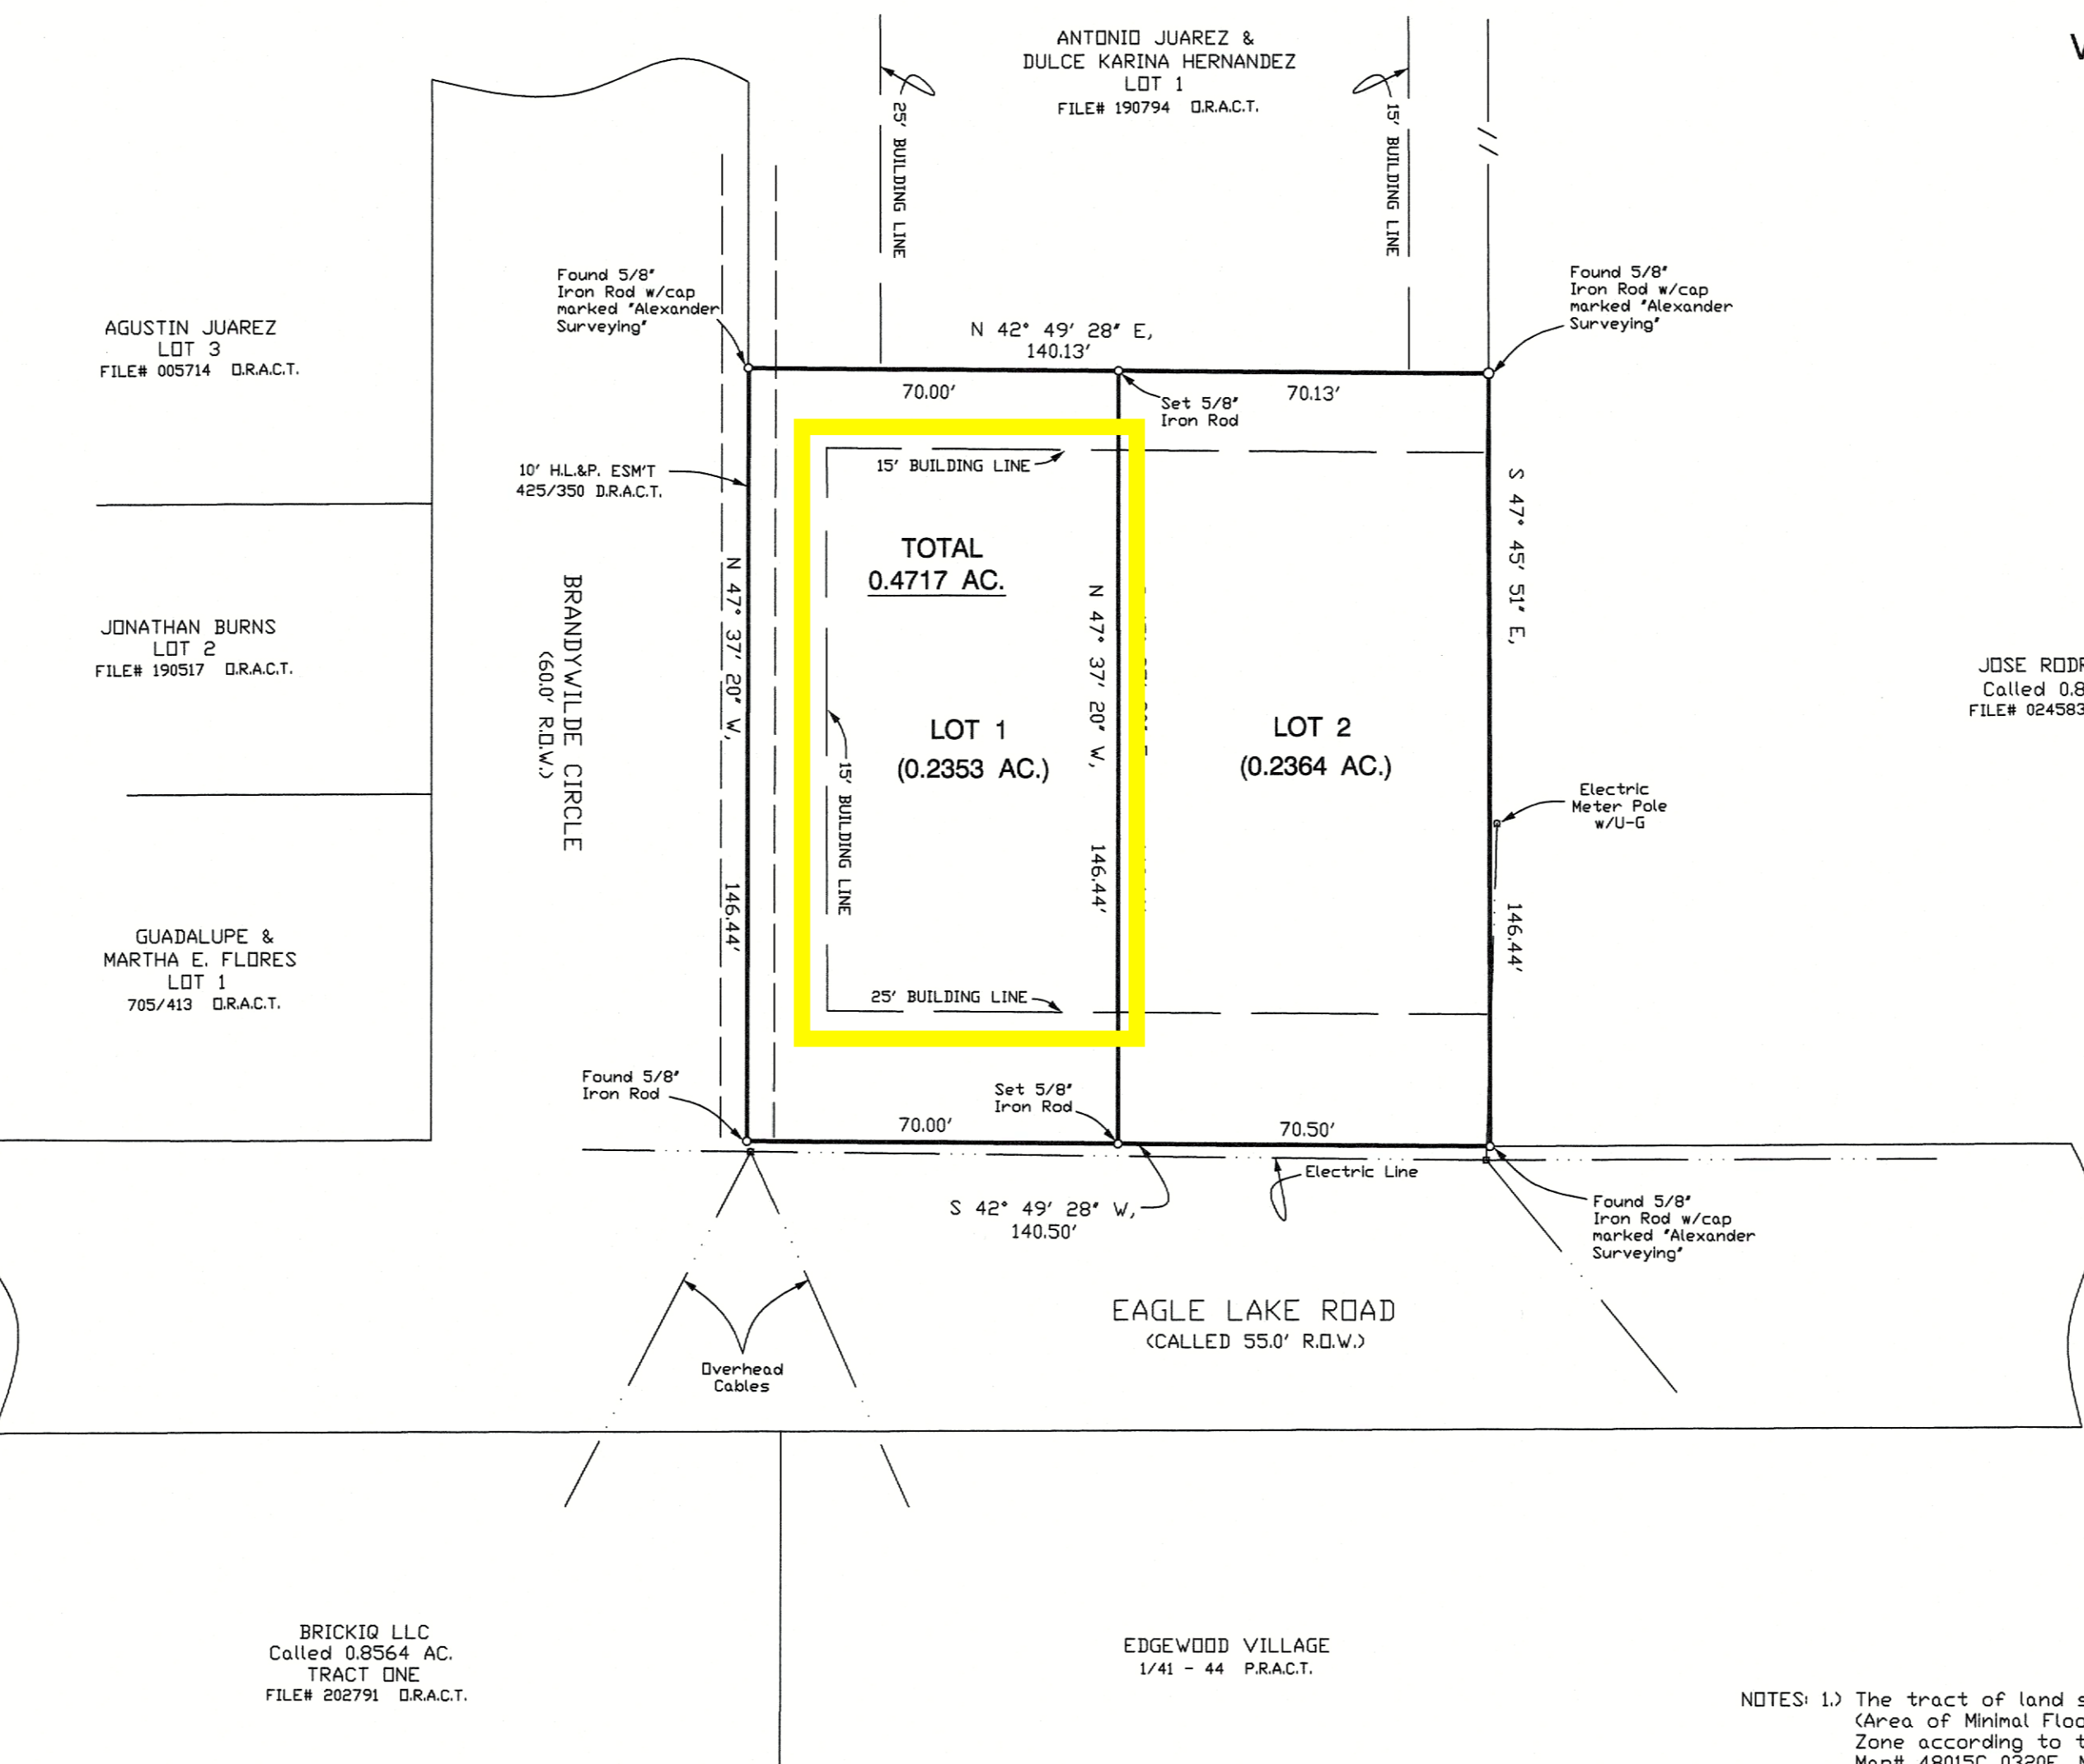 ANTONIO JUAREZ &
DULCE KARINA HERNANDEZ
LOT 1
FILE# 190794 O.R.A.C.T.
25' BUILDING LINE
15' BUILDING LINE
Found 5/8"
Iron Rod w/cap
marked "Alexander
Surveying"
Found 5/8"
Iron Rod w/cap
marked "Alexander
Surveying"
AGUSTIN JUAREZ
LOT 3
FILE# 005714 O.R.A.C.T.
N 42° 49' 28" E,
140.13'
70.00'
70.13'
Set 5/8"
Iron Rod
10' H.L.&P. ESM'T
425/350 D.R.A.C.T.
15' BUILDING LINE
TOTAL
0.4717 AC.
S 47° 45' 51" E,
146.44'
N 47° 37' 20" W,
146.44'
N 47° 37' 20" W,
146.44'
BRANDYWILDE CIRCLE
(60.0' R.O.W.)
JONATHAN BURNS
LOT 2
FILE# 190517 O.R.A.C.T.
LOT 1
(0.2353 AC.)
LOT 2
(0.2364 AC.)
15' BUILDING LINE
Electric
Meter Pole
w/U-G
JOSE
Called 0.8
FILE# 024583
GUADALUPE &
MARTHA E. FLORES
LOT 1
705/413 O.R.A.C.T.
25' BUILDING LINE
Found 5/8"
Iron Rod
Set 5/8"
Iron Rod
70.00'
70.50'
Electric Line
S 42° 49' 28" W,
140.50'
Found 5/8"
Iron Rod w/cap
marked "Alexander
Surveying"
EAGLE LAKE ROAD
(CALLED 55.0' R.O.W.)
Overhead
Cables
BRICKIQ LLC
Called 0.8564 AC.
TRACT ONE
FILE# 202791 O.R.A.C.T.
EDGEWOOD VILLAGE
1/41 - 44 P.R.A.C.T.
NOTES: 1.) The tract of land
(Area of Minimal
Zone according to
Map# 48015C